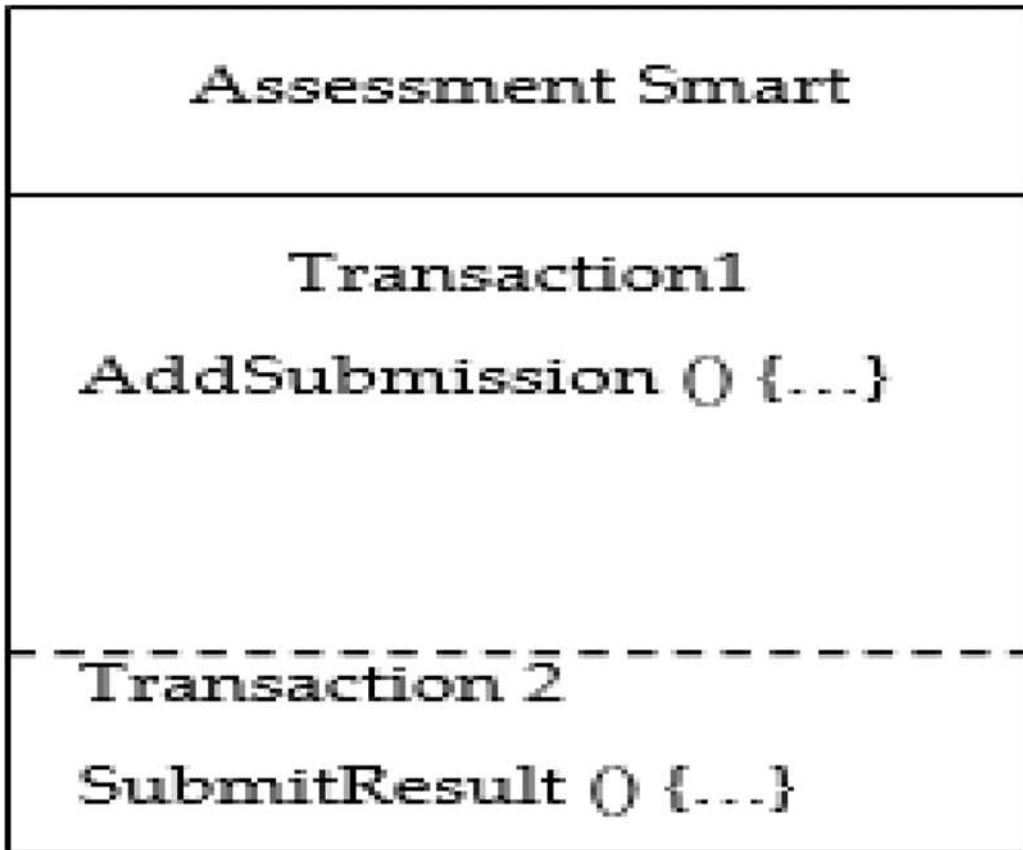 Assessment Smart
Transaction1
AddSubmission () {...}
Transaction 2
SubmitResult () {...}